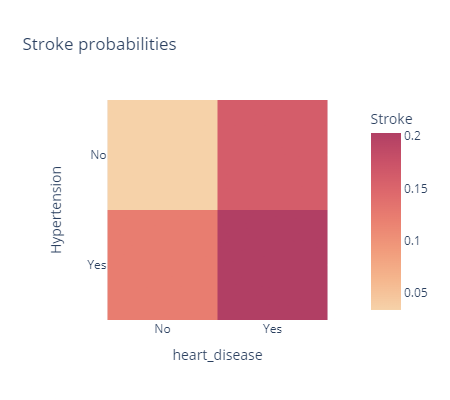 Stroke probabilities
Stroke
0.2
0.15
0.1
0.05
Hypertension
No
Yes
No Yes
heart_disease